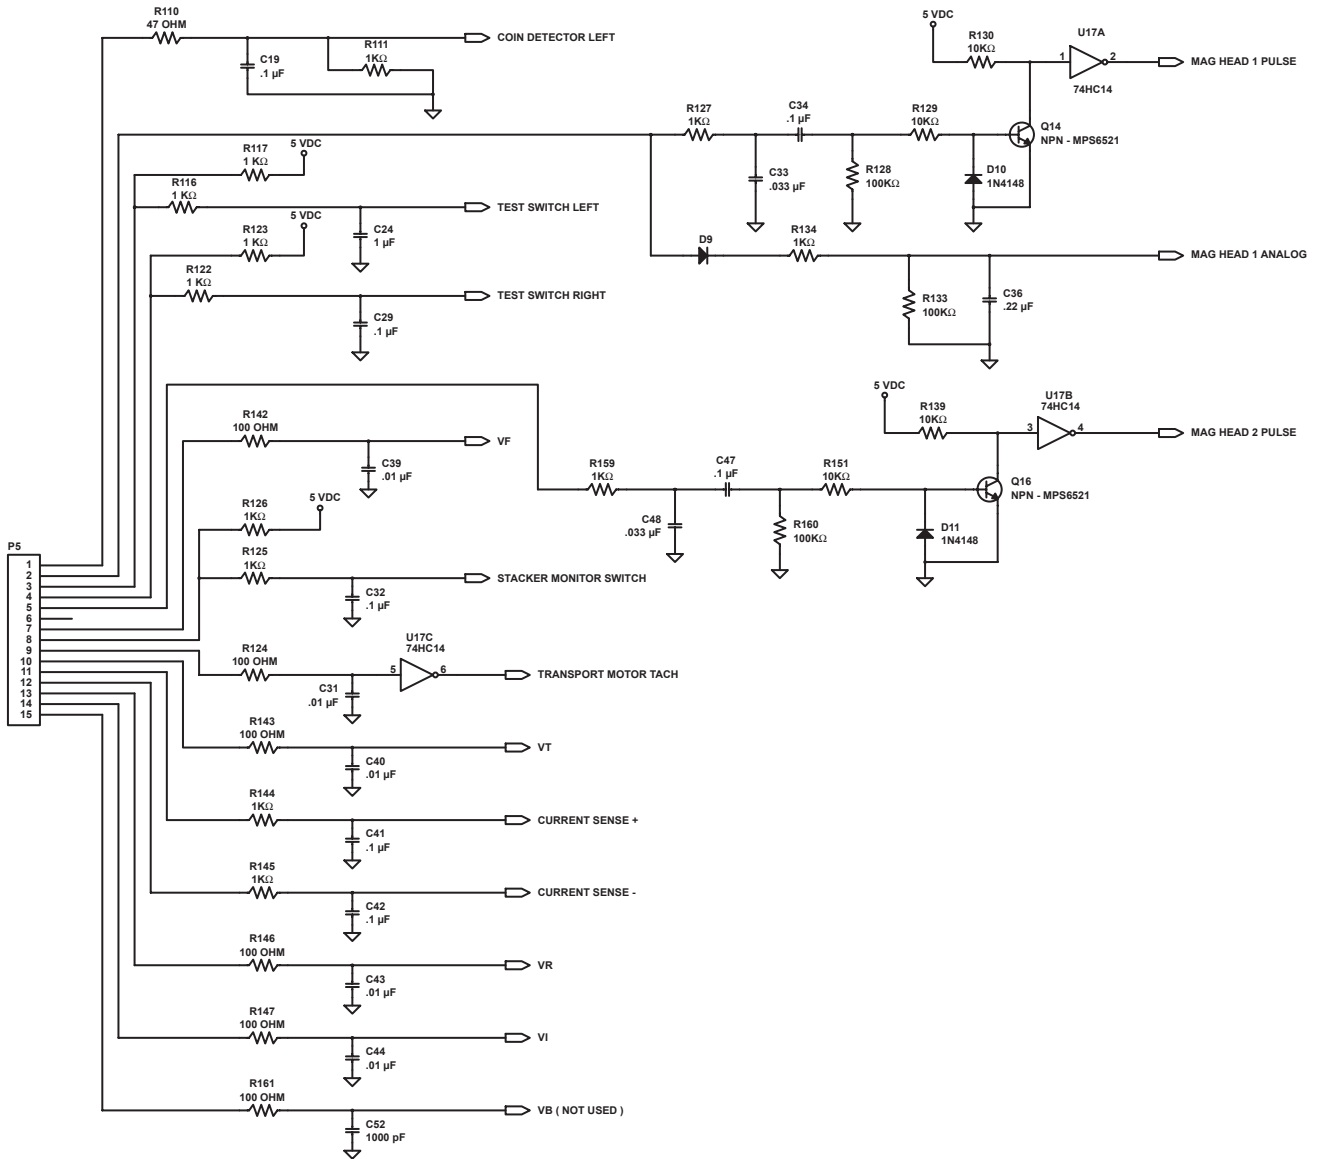 R110
47 OHM
COIN DETECTOR LEFT
C19
.1 µF
R111
1KΩ
5 VDC
R130
10KΩ
U17A
1
2
74HC14
MAG HEAD 1 PULSE
R127
1KΩ
C34
.1 µF
R129
10KΩ
Q14
NPN - MPS6521
C33
.033 µF
R128
100KΩ
D10
1N4148
R117
1 KΩ
5 VDC
R116
1 KΩ
TEST SWITCH LEFT
C24
1 µF
R123
1 KΩ
5 VDC
R122
1 KΩ
TEST SWITCH RIGHT
C29
.1 µF
D9
R134
1KΩ
MAG HEAD 1 ANALOG
R133
100KΩ
C36
.22 µF
R142
100 OHM
VF
C39
.01 µF
5 VDC
R139
10KΩ
U17B
74HC14
3
4
MAG HEAD 2 PULSE
R159
1KΩ
C47
.1 µF
R151
10KΩ
Q16
NPN - MPS6521
C48
.033 µF
R160
100KΩ
D11
1N4148
R126
1KΩ
5 VDC
R125
1KΩ
STACKER MONITOR SWITCH
C32
.1 µF
P5
1
2
3
4
5
6
7
8
9
10
11
12
13
14
15
R124
100 OHM
U17C
74HC14
5
6
TRANSPORT MOTOR TACH
C31
.01 µF
R143
100 OHM
VT
C40
.01 µF
R144
1KΩ
CURRENT SENSE +
C41
.1 µF
R145
1KΩ
CURRENT SENSE -
C42
.1 µF
R146
100 OHM
VR
C43
.01 µF
R147
100 OHM
VI
C44
.01 µF
R161
100 OHM
VB ( NOT USED )
C52
1000 pF